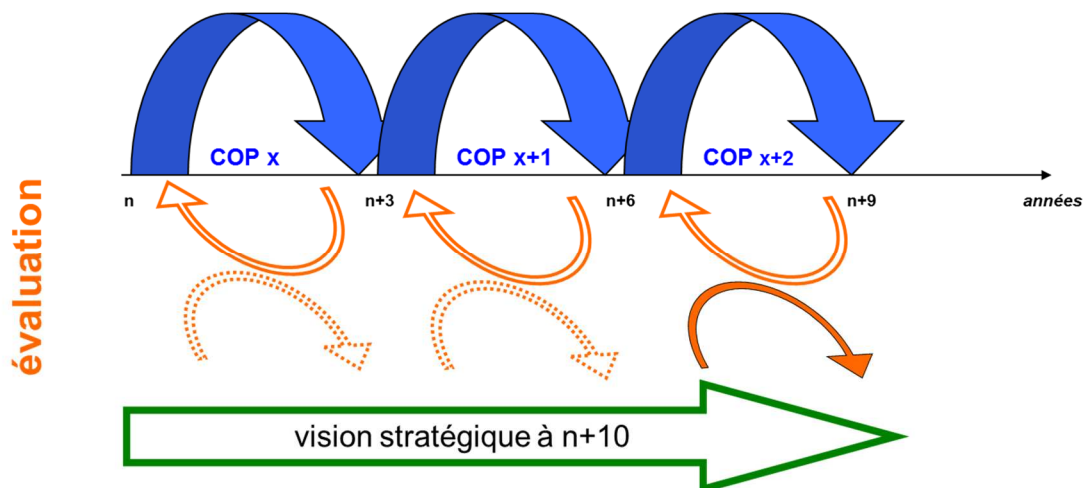 COP x
COP x+1
COP x+2
n
n+3
n+6
n+9
années
évaluation
vision stratégique à n+10